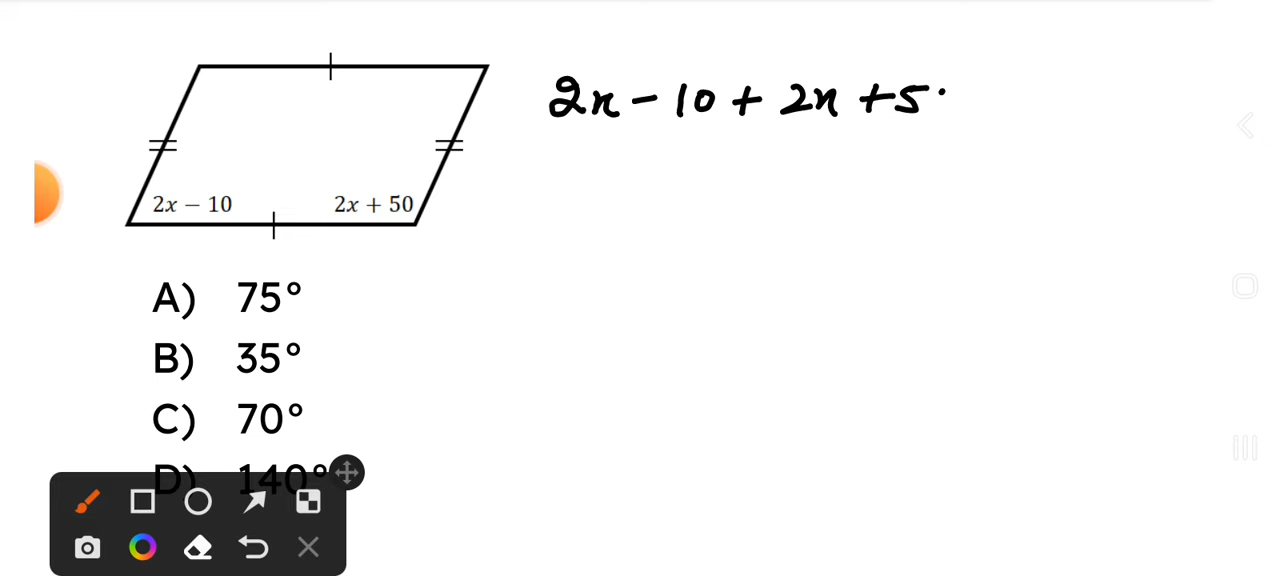 2x − 10 + 2x + 5
2x − 10
2x + 50
A) 75°
B) 35°
C) 70°
D) 140°